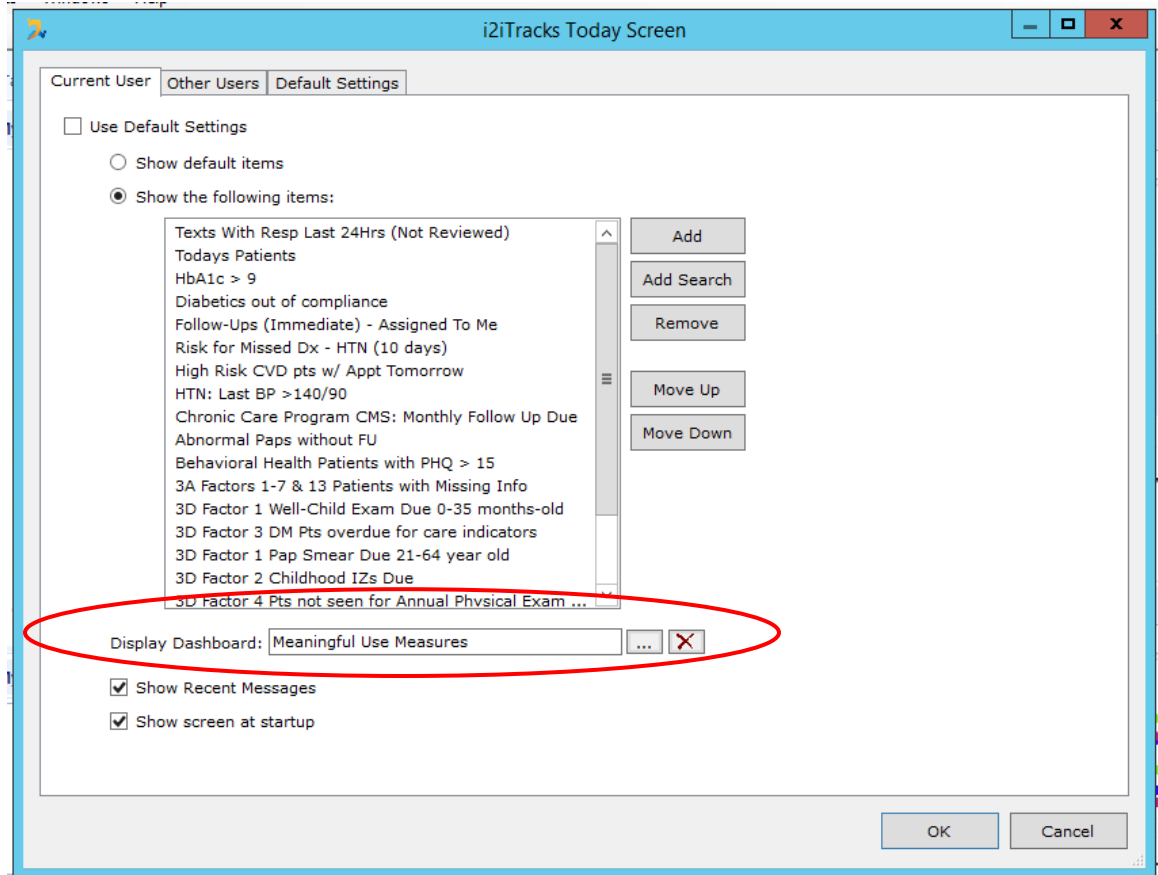 i2iTracks Today Screen
Current User Other Users Default Settings
Use Default Settings
Show default items
Show the following items:
Texts With Resp Last 24Hrs (Not Reviewed)
Todays Patients
HbA1c > 9
Diabetics out of compliance
Follow-Ups (Immediate) - Assigned To Me
Risk for Missed Dx - HTN (10 days)
High Risk CVD pts w/ Appt Tomorrow
HTN: Last BP >140/90
Chronic Care Program CMS: Monthly Follow Up Due
Abnormal Paps without FU
Behavioral Health Patients with PHQ > 15
3A Factors 1-7 & 13 Patients with Missing Info
3D Factor 1 Well-Child Exam Due 0-35 months-old
3D Factor 3 DM Pts overdue for care indicators
3D Factor 1 Pap Smear Due 21-64 year old
3D Factor 2 Childhood IZs Due
3D Factor 4 Pts not seen for Annual Physical Exam ...
Add
Add Search
Remove
Move Up
Move Down
Display Dashboard: Meaningful Use Measures ...
Show Recent Messages
Show screen at startup
OK Cancel